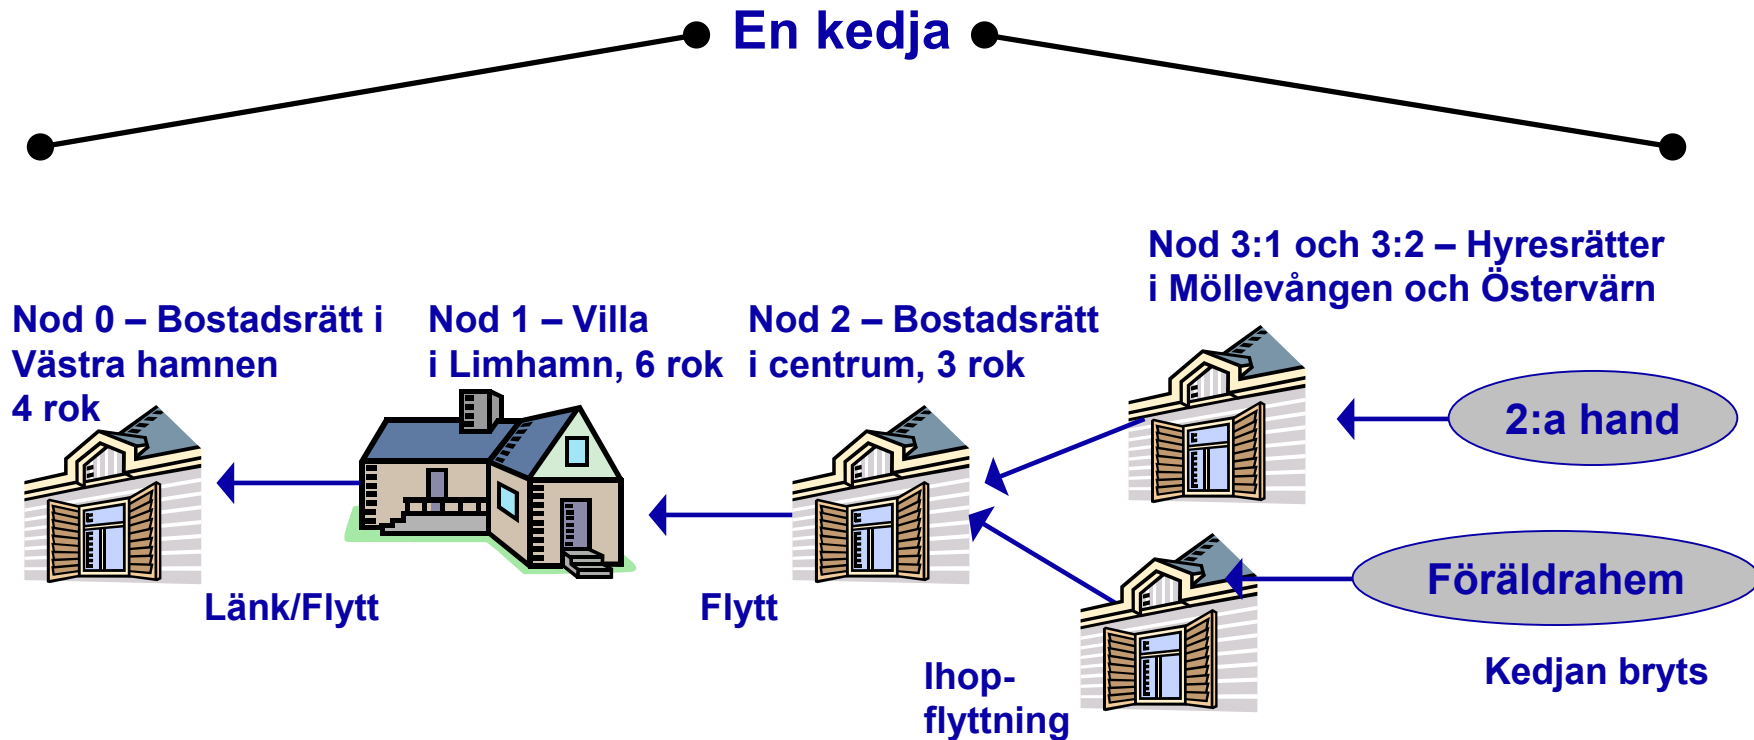 En kedja
Nod 3:1 och 3:2 – Hyresrätter
i Möllevången och Östervärn
Nod 0 – Bostadsrätt i
Västra hamnen
4 rok
Nod 1 – Villa
i Limhamn, 6 rok
Nod 2 – Bostadsrätt
i centrum, 3 rok
2:a hand
Föräldrahem
Länk/Flytt
Flytt
Ihop-
flyttning
Kedjan bryts